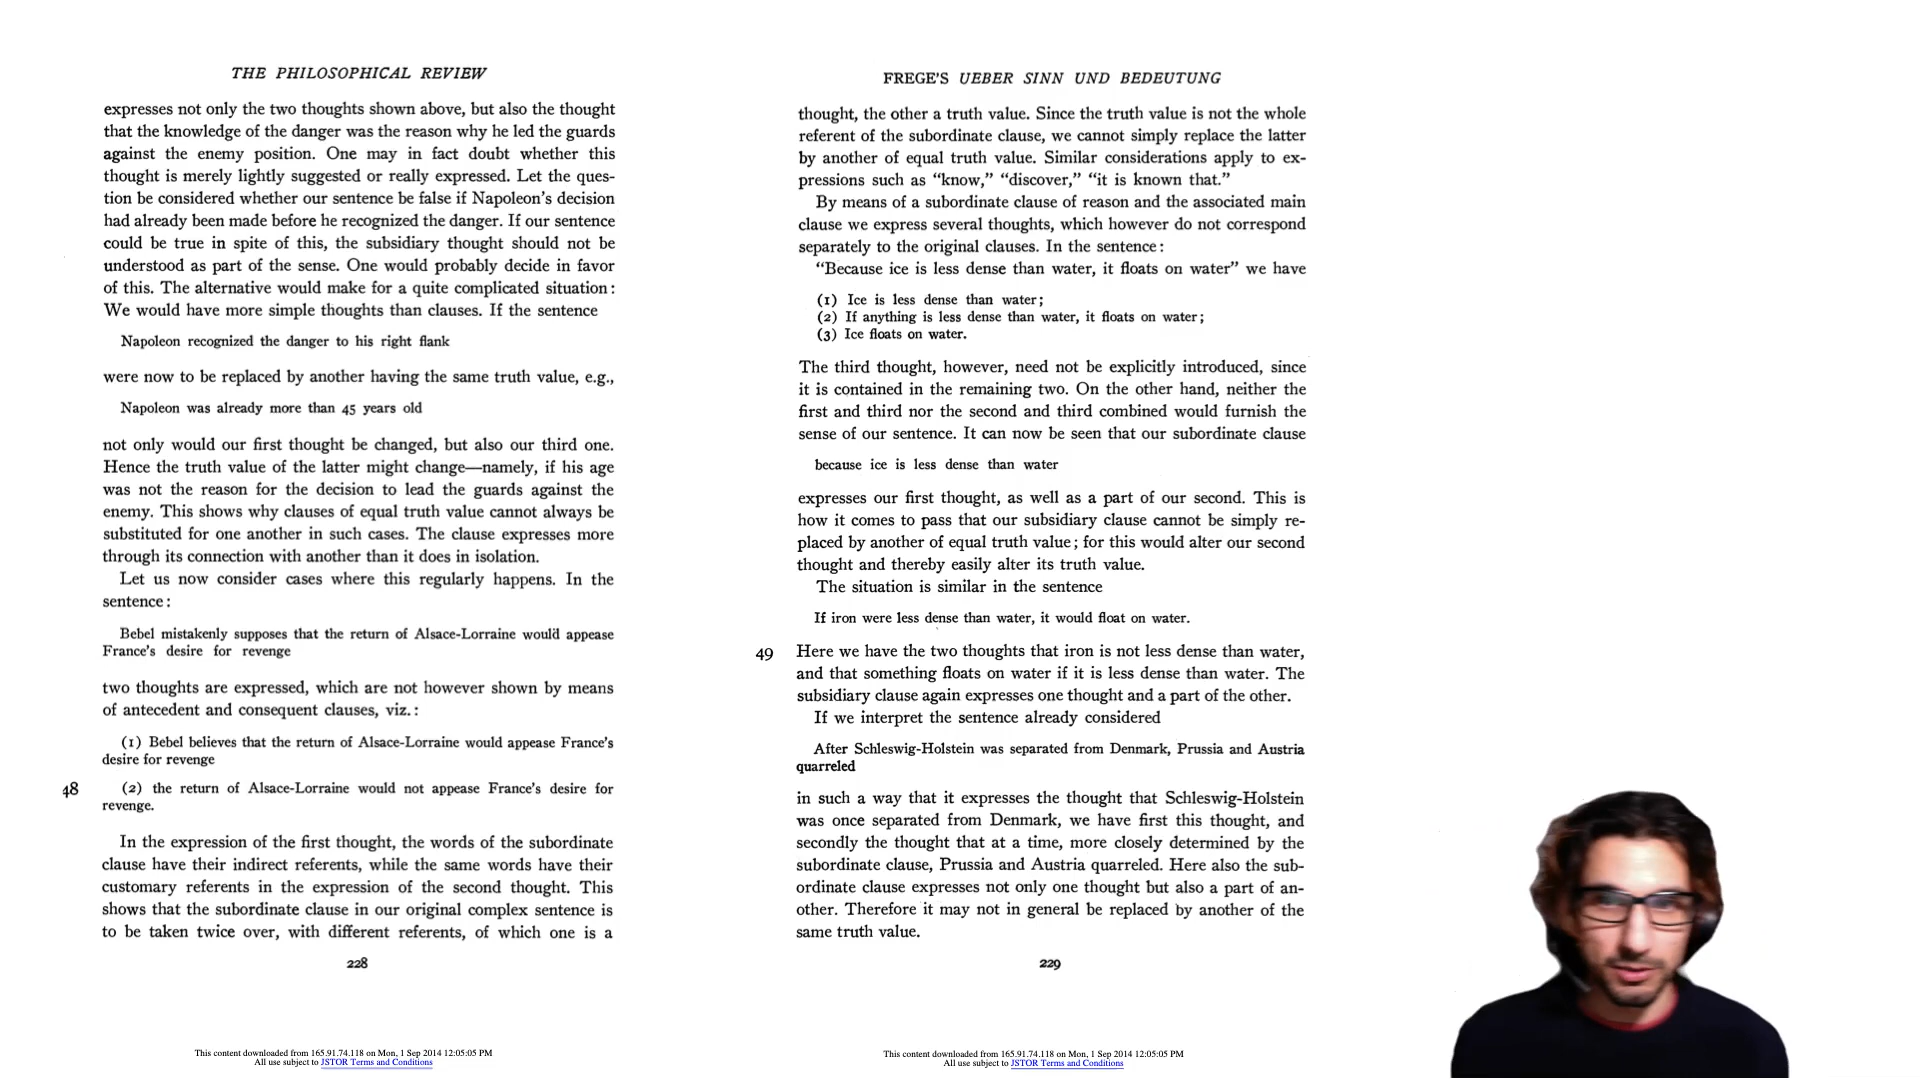 THE PHILOSOPHICAL REVIEW
expresses not only the two thoughts shown above, but also the thought
that the knowledge of the danger was the reason why he led the guards
against the enemy position. One may in fact doubt whether this
thought is merely lightly suggested or really expressed. Let the ques-
tion be considered whether our sentence be false if Napoleon's decision
had already been made before he recognized the danger. If our sentence
could be true in spite of this, the subsidiary thought should not be
understood as part of the sense. One would probably decide in favor
of this. The alternative would make for a quite complicated situation:
We would have more simple thoughts than clauses. If the sentence
Napoleon recognized the danger to his right flank
were now to be replaced by another having the same truth value, e.g.,
Napoleon was already more than 45 years old
not only would our first thought be changed, but also our third one.
Hence the truth value of the latter might change—namely, if his age
was not the reason for the decision to lead the guards against the
enemy. This shows why clauses of equal truth value cannot always be
substituted for one another in such cases. The clause expresses more
through its connection with another than it does in isolation.
Let us now consider cases where this regularly happens. In the
sentence:
Bebel mistakenly supposes that the return of Alsace-Lorraine would appease
France's desire for revenge
two thoughts are expressed, which are not however shown by means
of antecedent and consequent clauses, viz.:
(1) Bebel believes that the return of Alsace-Lorraine would appease France's
desire for revenge
48 (2) the return of Alsace-Lorraine would not appease France's desire for
revenge.
In the expression of the first thought, the words of the subordinate
clause have their indirect referents, while the same words have their
customary referents in the expression of the second thought. This
shows that the subordinate clause in our original complex sentence is
to be taken twice over, with different referents, of which one is a
228
This content downloaded from 165.91.74.118 on Mon, 1 Sep 2014 12:05:05 PM
All use subject to JSTOR Terms and Conditions
FREGE'S UEBER SINN UND BEDEUTUNG
thought, the other a truth value. Since the truth value is not the whole
referent of the subordinate clause, we cannot simply replace the latter
by another of equal truth value. Similar considerations apply to ex-
pressions such as “know,” “discover,” “it is known that.”
By means of a subordinate clause of reason and the associated main
clause we express several thoughts, which however do not correspond
separately to the original clauses. In the sentence:
“Because ice is less dense than water, it floats on water” we have
(1) Ice is less dense than water;
(2) If anything is less dense than water, it floats on water;
(3) Ice floats on water.
The third thought, however, need not be explicitly introduced, since
it is contained in the remaining two. On the other hand, neither the
first and third nor the second and third combined would furnish the
sense of our sentence. It can now be seen that our subordinate clause
because ice is less dense than water
expresses our first thought, as well as a part of our second. This is
how it comes to pass that our subsidiary clause cannot be simply re-
placed by another of equal truth value; for this would alter our second
thought and thereby easily alter its truth value.
The situation is similar in the sentence
If iron were less dense than water, it would float on water.
49 Here we have the two thoughts that iron is not less dense than water,
and that something floats on water if it is less dense than water. The
subsidiary clause again expresses one thought and a part of the other.
If we interpret the sentence already considered
After Schleswig-Holstein was separated from Denmark, Prussia and Austria
quarreled
in such a way that it expresses the thought that Schleswig-Holstein
was once separated from Denmark, we have first this thought, and
secondly the thought that at a time, more closely determined by the
subordinate clause, Prussia and Austria quarreled. Here also the sub-
ordinate clause expresses not only one thought but also a part of an-
other. Therefore it may not in general be replaced by another of the
same truth value.
229
This content downloaded from 165.91.74.118 on Mon, 1 Sep 2014 12:05:05 PM
All use subject to JSTOR Terms and Conditions